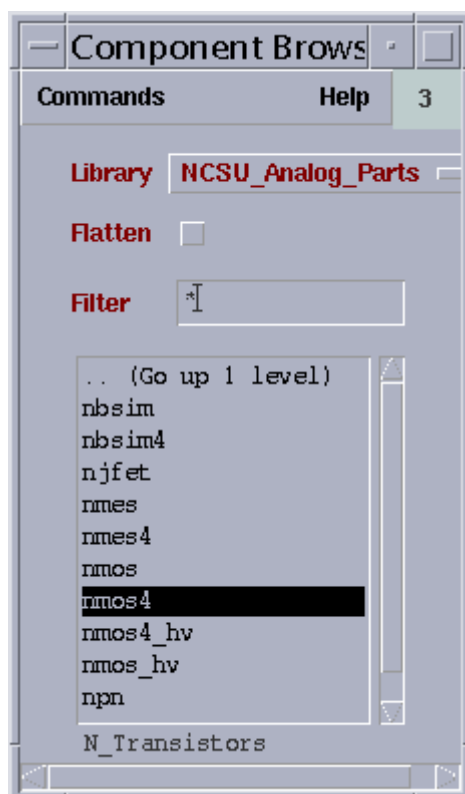 Component Brows
Commands Help 3
Library NCSU_Analog_Parts
Flatten
Filter *
.. (Go up 1 level)
nbsim
nbsim4
njfet
nmes
nmes4
nmos
nmos4
nmos4_hv
nmos_hv
npn
N_Transistors